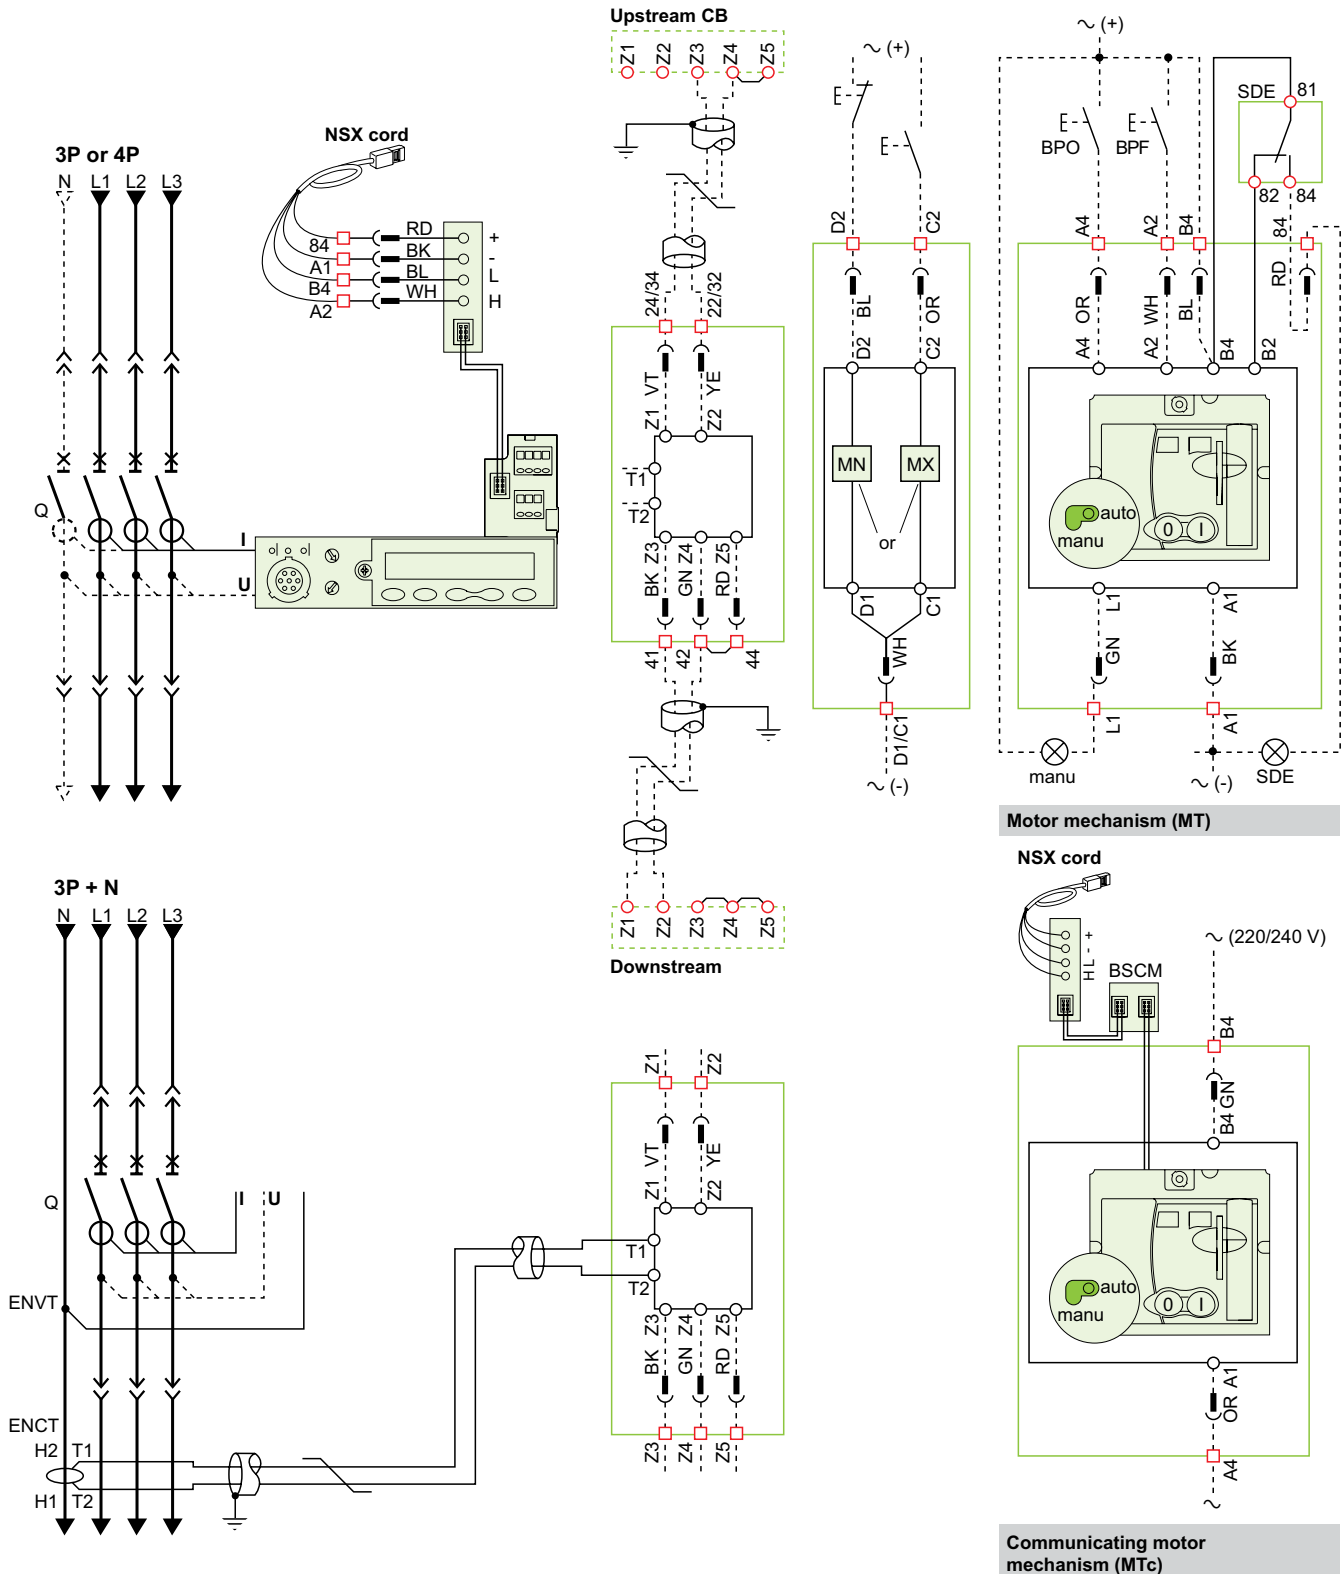 Upstream CB
Z1 Z2 Z3 Z4 Z5
3P or 4P
N L1 L2 L3
Q
I
U
NSX cord
84 RD +
A1 BK -
B4 BL L
A2 WH H
24/34 22/32
VT YE
Z1 Z2
T1
T2
Z3 Z4 Z5
BK GN RD
41 42 44
Z1 Z2 Z3 Z4 Z5
Downstream
~ (+)
D2 C2
BL OR
D2 C2
MN MX
or
D1 C1
WH
D1/C1
~ (-)
~ (+)
SDE 81
BPO BPF
82 84
A4 A2 B4 84
OR WH BL RD
A4 A2 B4 B2
auto
manu
0 I
L1 A1
GN BK
L1 A1
manu
~ (-)
SDE
Motor mechanism (MT)
3P + N
N L1 L2 L3
Q
I U
ENVT
ENCT
H2 T1
H1 T2
Z1 Z2
VT YE
Z1 Z2
T1
T2
Z3 Z4 Z5
BK GN RD
Z3 Z4 Z5
NSX cord
H L - +
BSCM
~ (220/240 V)
B4
GN
B4
auto
manu
0 I
A1
OR
A4
~
Communicating motor
mechanism (MTc)